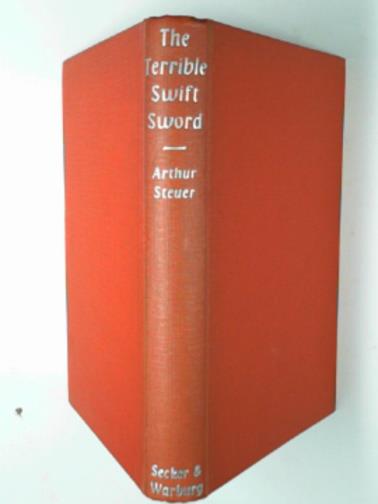 The
Terrible
Swift
Sword
Arthur
Steuer
Secker &
Warburg